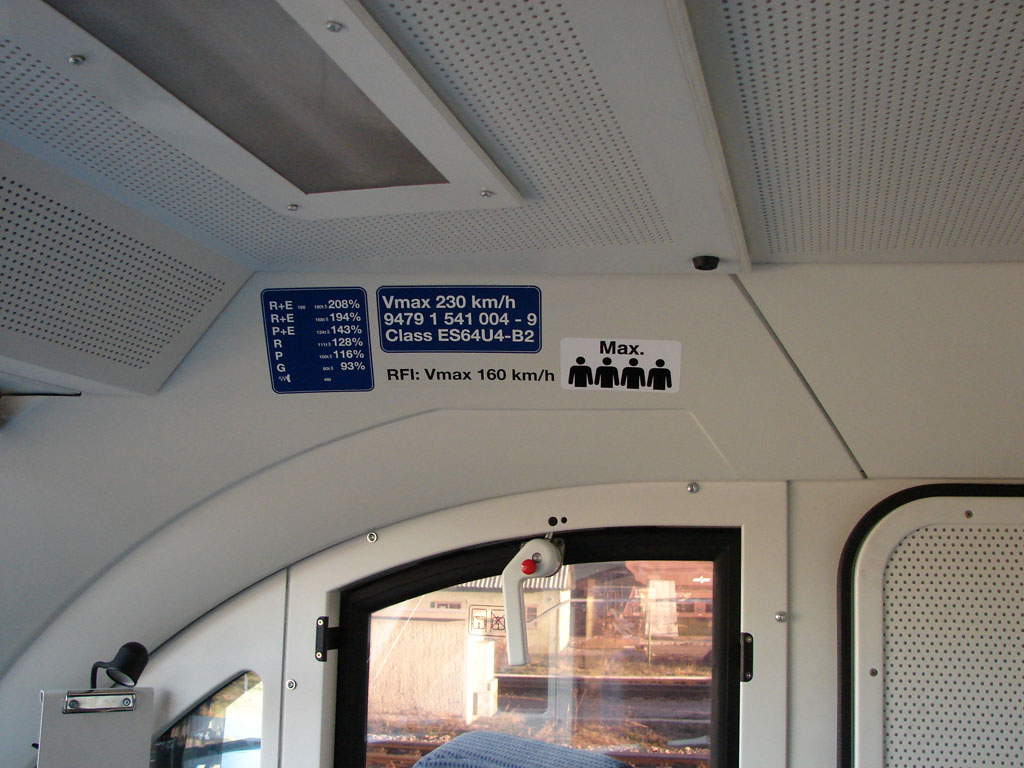 R+E 208%
R+E 194%
P+E 143%
R 128%
P 116%
G 93%
Vmax 230 km/h
9479 1 541 004 - 9
Class ES64U4-B2
RFI: Vmax 160 km/h
Max.